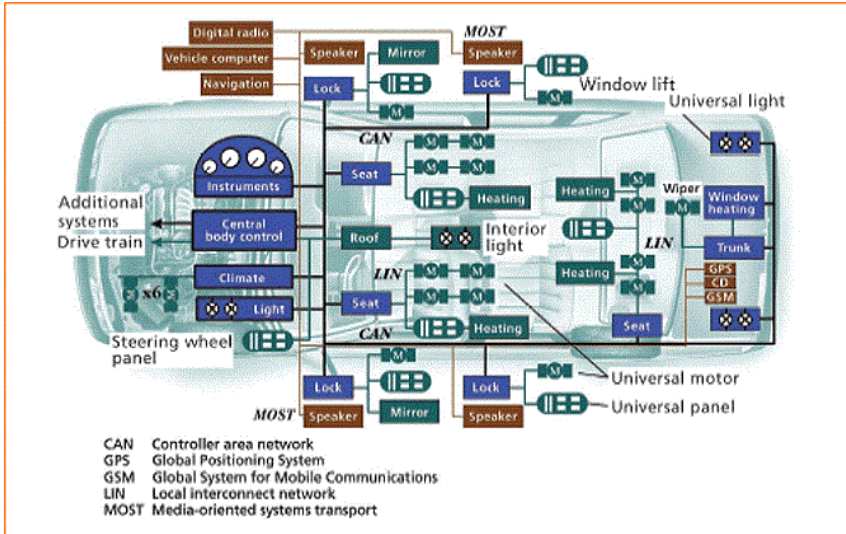 Digital radio
MOST
Vehicle computer
Speaker
Mirror
Speaker
Navigation
Lock
M
Lock
M
Window lift
Universal light
CAN
M M
Instruments
Seat
M M
Heating
Heating
M
M
Wiper
M
Window
heating
Additional
systems
Drive train
Central
body control
Roof
Interior
light
LIN
Trunk
Climate
LIN
M M
Heating
M
M
GPS
CD
GSM
x6
Light
Seat
M M
CAN
Heating
Seat
Steering wheel
panel
Lock
M
Lock
M
Universal motor
MOST
Speaker
Mirror
Speaker
Universal panel
CAN Controller area network
GPS Global Positioning System
GSM Global System for Mobile Communications
LIN Local interconnect network
MOST Media-oriented systems transport